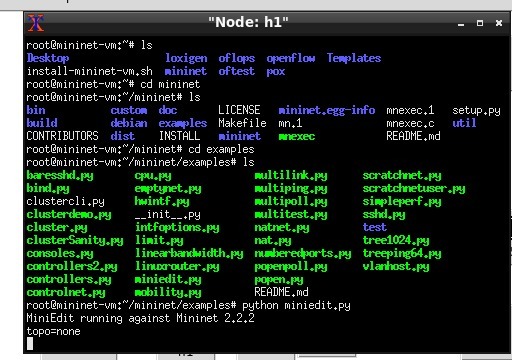 "Node: h1"
root@mininet-vm:~# ls
Desktop loxigen oflops openflow Templates
install-mininet-vm.sh mininet oftest pox
root@mininet-vm:~# cd mininet
root@mininet-vm:~/mininet# ls
bin custom doc LICENSE mininet.egg-info mnexec.1 setup.py
build debian examples Makefile mn.1 mnexec.c util
CONTRIBUTORS dist INSTALL mininet mnexec README.md
root@mininet-vm:~/mininet# cd examples
root@mininet-vm:~/mininet/examples# ls
baresshd.py cpu.py multilink.py scratchnet.py
bind.py emptynet.py multiping.py scratchnetuser.py
clustercli.py hwintf.py multipoll.py simpleperf.py
clusterdemo.py __init__.py multitest.py sshd.py
cluster.py intfoptions.py natnet.py test
clusterSanity.py limit.py nat.py tree1024.py
consoles.py linearbandwidth.py numberedports.py treeping64.py
controllers2.py linuxrouter.py popenpoll.py vlanhost.py
controllers.py miniedit.py popen.py
controlnet.py mobility.py README.md
root@mininet-vm:~/mininet/examples# python miniedit.py
MiniEdit running against Mininet 2.2.2
topo=none